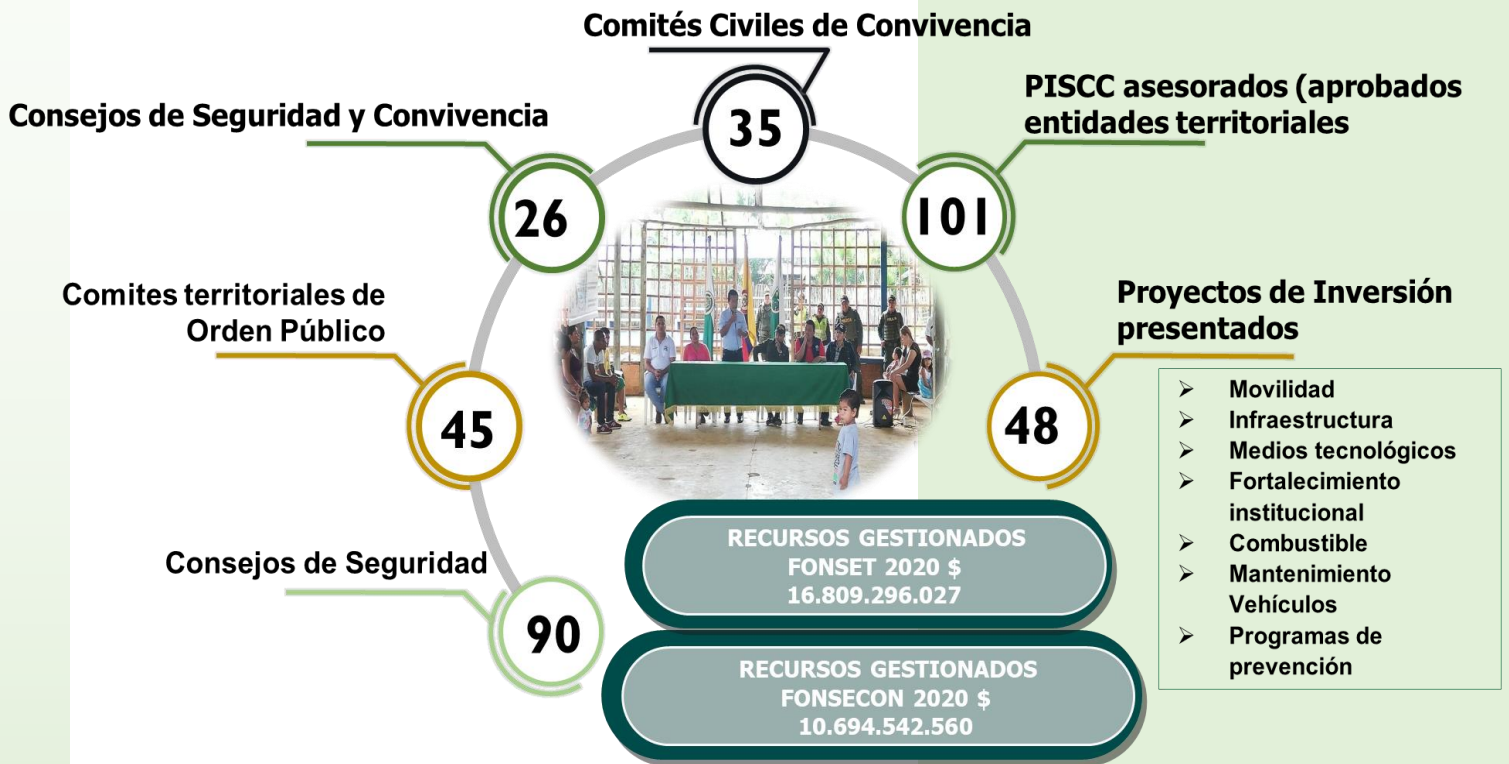 Comités Civiles de Convivencia
35
Consejos de Seguridad y Convivencia
26
PISCC asesorados (aprobados
entidades territoriales
101
Comites territoriales de
Orden Público
45
Proyectos de Inversión
presentados
48
➢ Movilidad
➢ Infraestructura
➢ Medios tecnológicos
➢ Fortalecimiento
institucional
➢ Combustible
➢ Mantenimiento
Vehículos
➢ Programas de
prevención
Consejos de Seguridad
90
RECURSOS GESTIONADOS
FONSET 2020 $
16.809.296.027
RECURSOS GESTIONADOS
FONSECON 2020 $
10.694.542.560